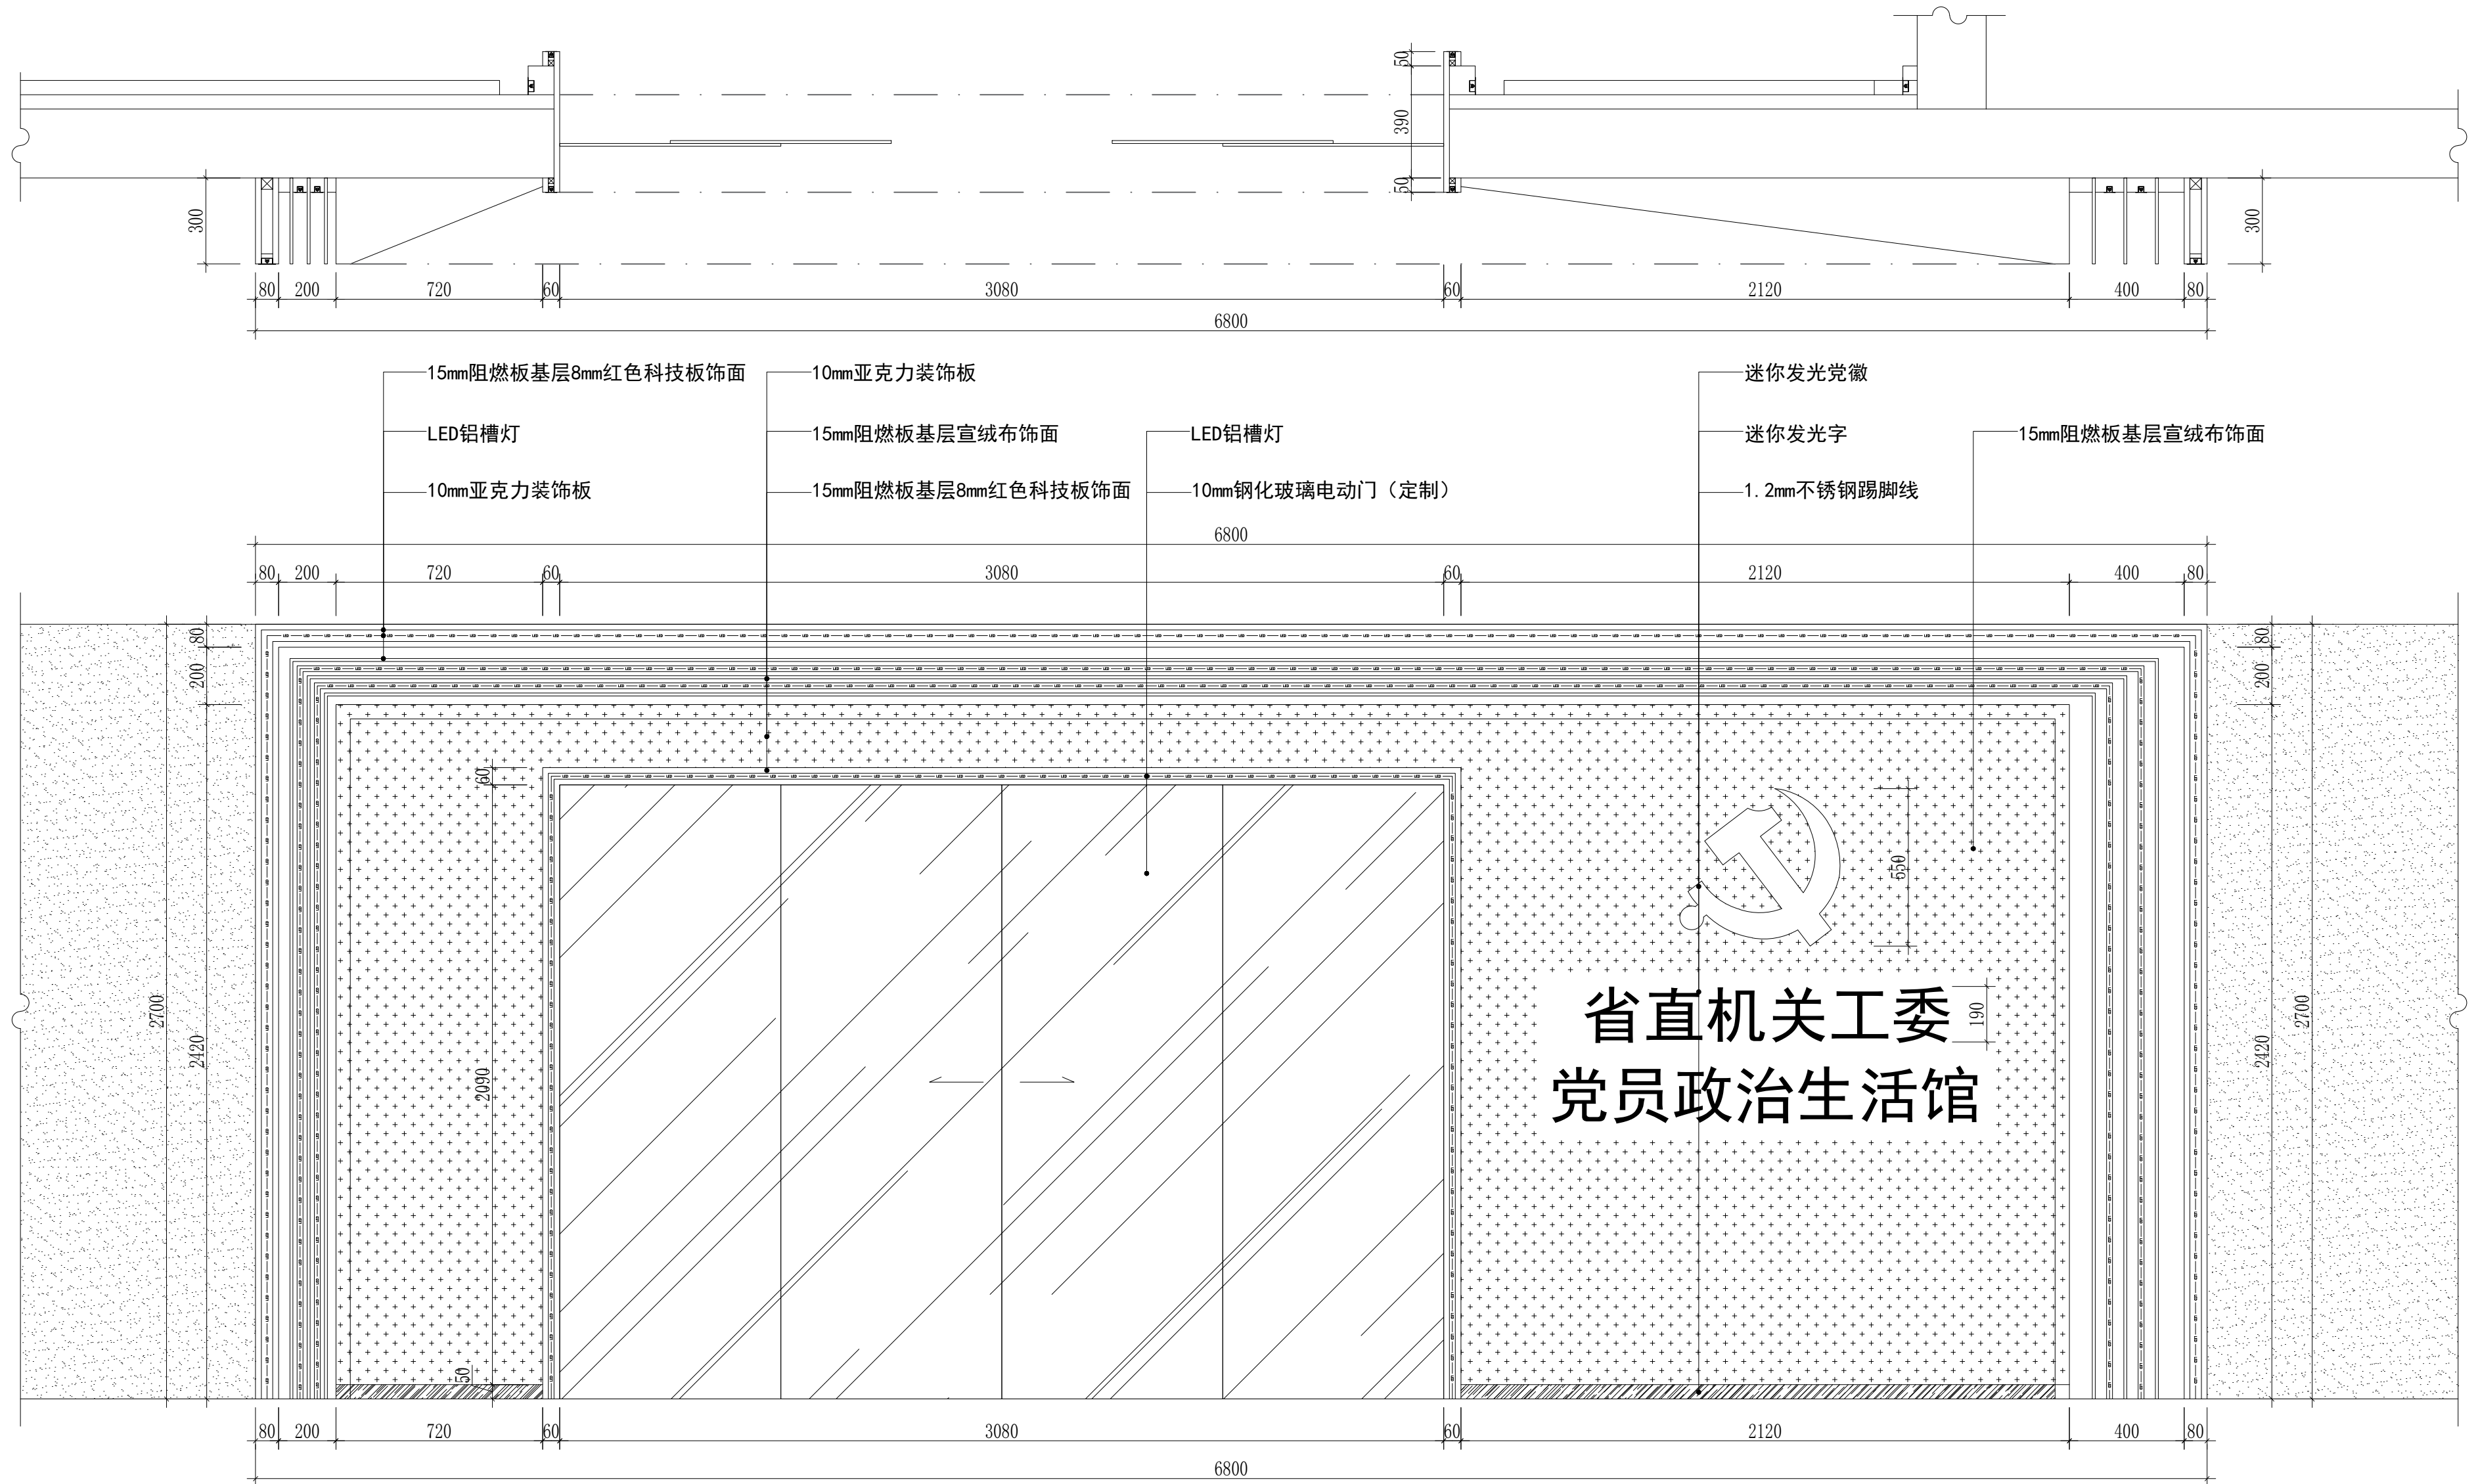 50
390
50
300
300
80 200 720 60 3080 60 2120 400 80
6800
15mm阻燃板基层8mm红色科技板饰面 10mm亚克力装饰板 迷你发光党徽
LED铝槽灯 15mm阻燃板基层宣绒布饰面 LED铝槽灯 迷你发光字 15mm阻燃板基层宣绒布饰面
10mm亚克力装饰板 15mm阻燃板基层8mm红色科技板饰面 10mm钢化玻璃电动门（定制） 1.2mm不锈钢踢脚线
6800
80 200 720 60 3080 60 2120 400 80
80 80
200 200
60
550
2700 2420 2090 190 2420 2700
省直机关工委
党员政治生活馆
50
80 200 720 60 3080 60 2120 400 80
6800